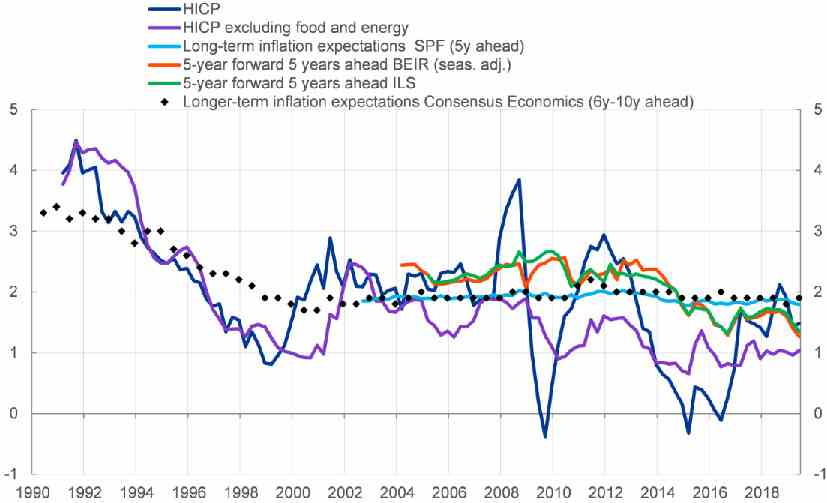 HICP
HICP excluding food and energy
Long-term inflation expectations SPF (5y ahead)
5-year forward 5 years ahead BEIR (seas. adj.)
5-year forward 5 years ahead ILS
Longer-term inflation expectations Consensus Economics (6y-10y ahead)
5 5
4 4
3 3
2 2
1 1
0 0
-1 -1
1990 1992 1994 1996 1998 2000 2002 2004 2006 2008 2010 2012 2014 2016 2018